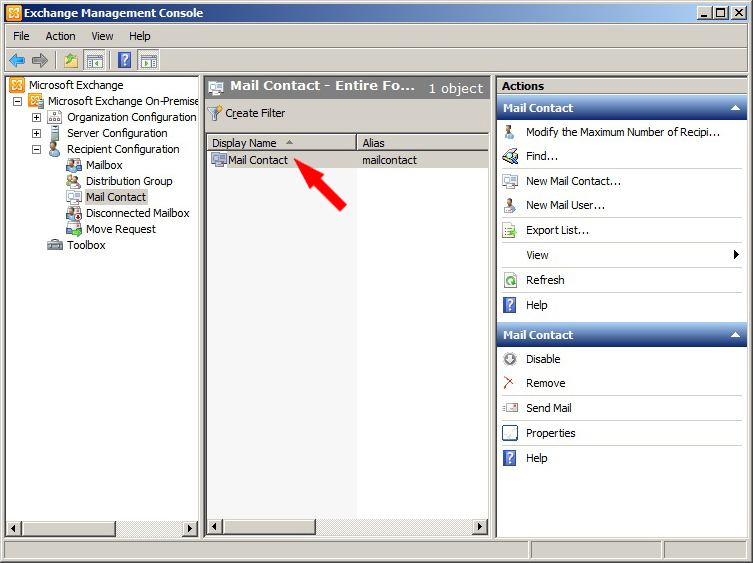 Exchange Management Console
File Action View Help
Microsoft Exchange
Microsoft Exchange On-Premise
Organization Configuration
Server Configuration
Recipient Configuration
Mailbox
Distribution Group
Mail Contact
Disconnected Mailbox
Move Request
Toolbox
Mail Contact - Entire Fo... 1 object
Create Filter
Display Name Alias
Mail Contact mailcontact
Actions
Mail Contact
Modify the Maximum Number of Recipi...
Find...
New Mail Contact...
New Mail User...
Export List...
View
Refresh
Help
Mail Contact
Disable
Remove
Send Mail
Properties
Help